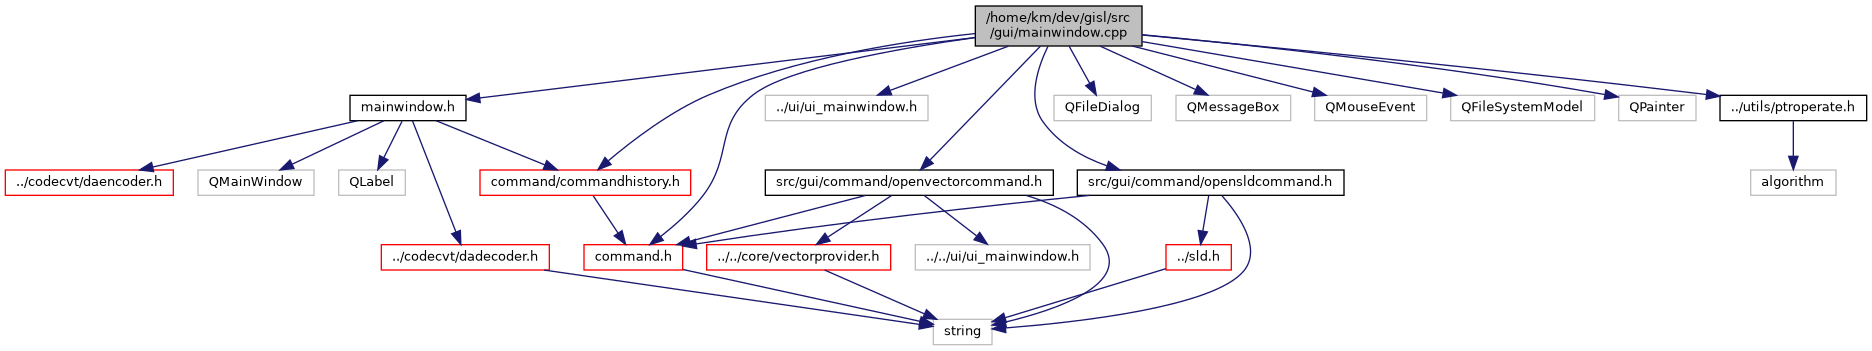 /home/km/dev/gisl/src
/gui/mainwindow.cpp
mainwindow.h
../ui/ui_mainwindow.h
QFileDialog
QMessageBox
QMouseEvent
QFileSystemModel
QPainter
../utils/ptroperate.h
../codecvt/daencoder.h
QMainWindow
QLabel
command/commandhistory.h
src/gui/command/openvectorcommand.h
src/gui/command/opensldcommand.h
algorithm
../codecvt/dadecoder.h
command.h
../../core/vectorprovider.h
../../ui/ui_mainwindow.h
../sld.h
string